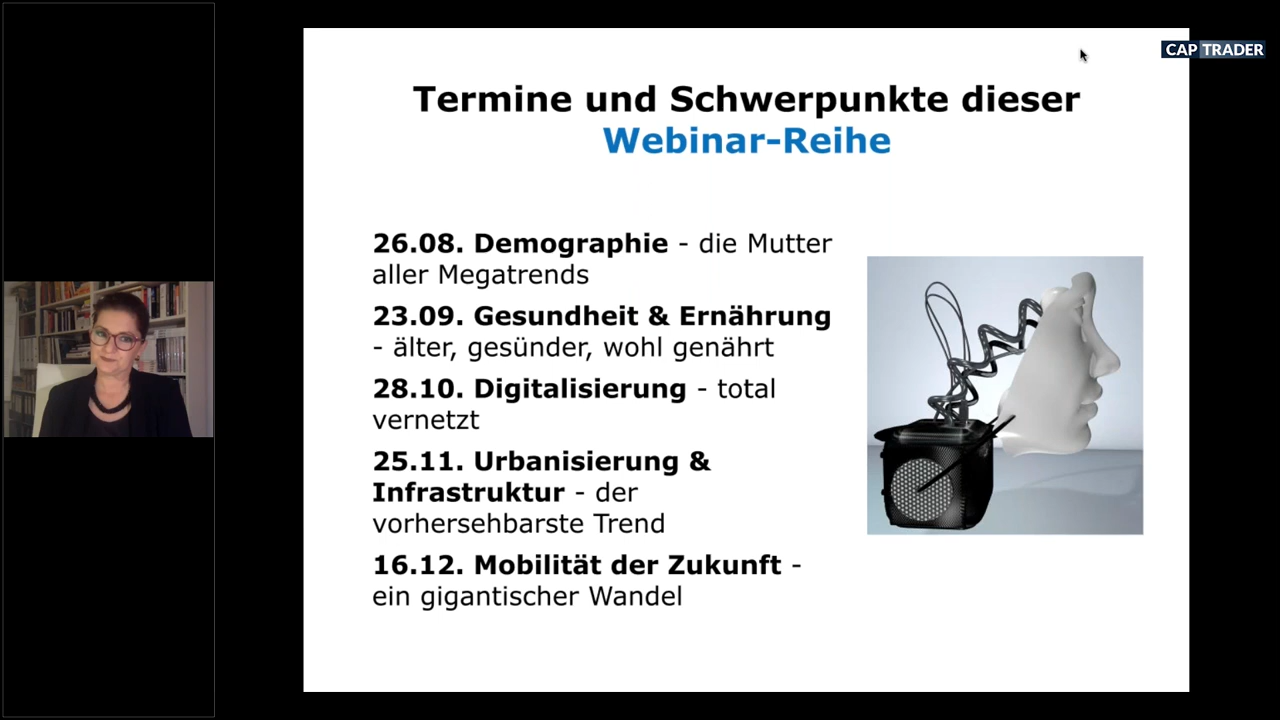 CAP TRADER
Termine und Schwerpunkte dieser
Webinar-Reihe
26.08. Demographie - die Mutter
aller Megatrends
23.09. Gesundheit & Ernährung
- älter, gesünder, wohl genährt
28.10. Digitalisierung - total
vernetzt
25.11. Urbanisierung &
Infrastruktur - der
vorhersehbarste Trend
16.12. Mobilität der Zukunft -
ein gigantischer Wandel